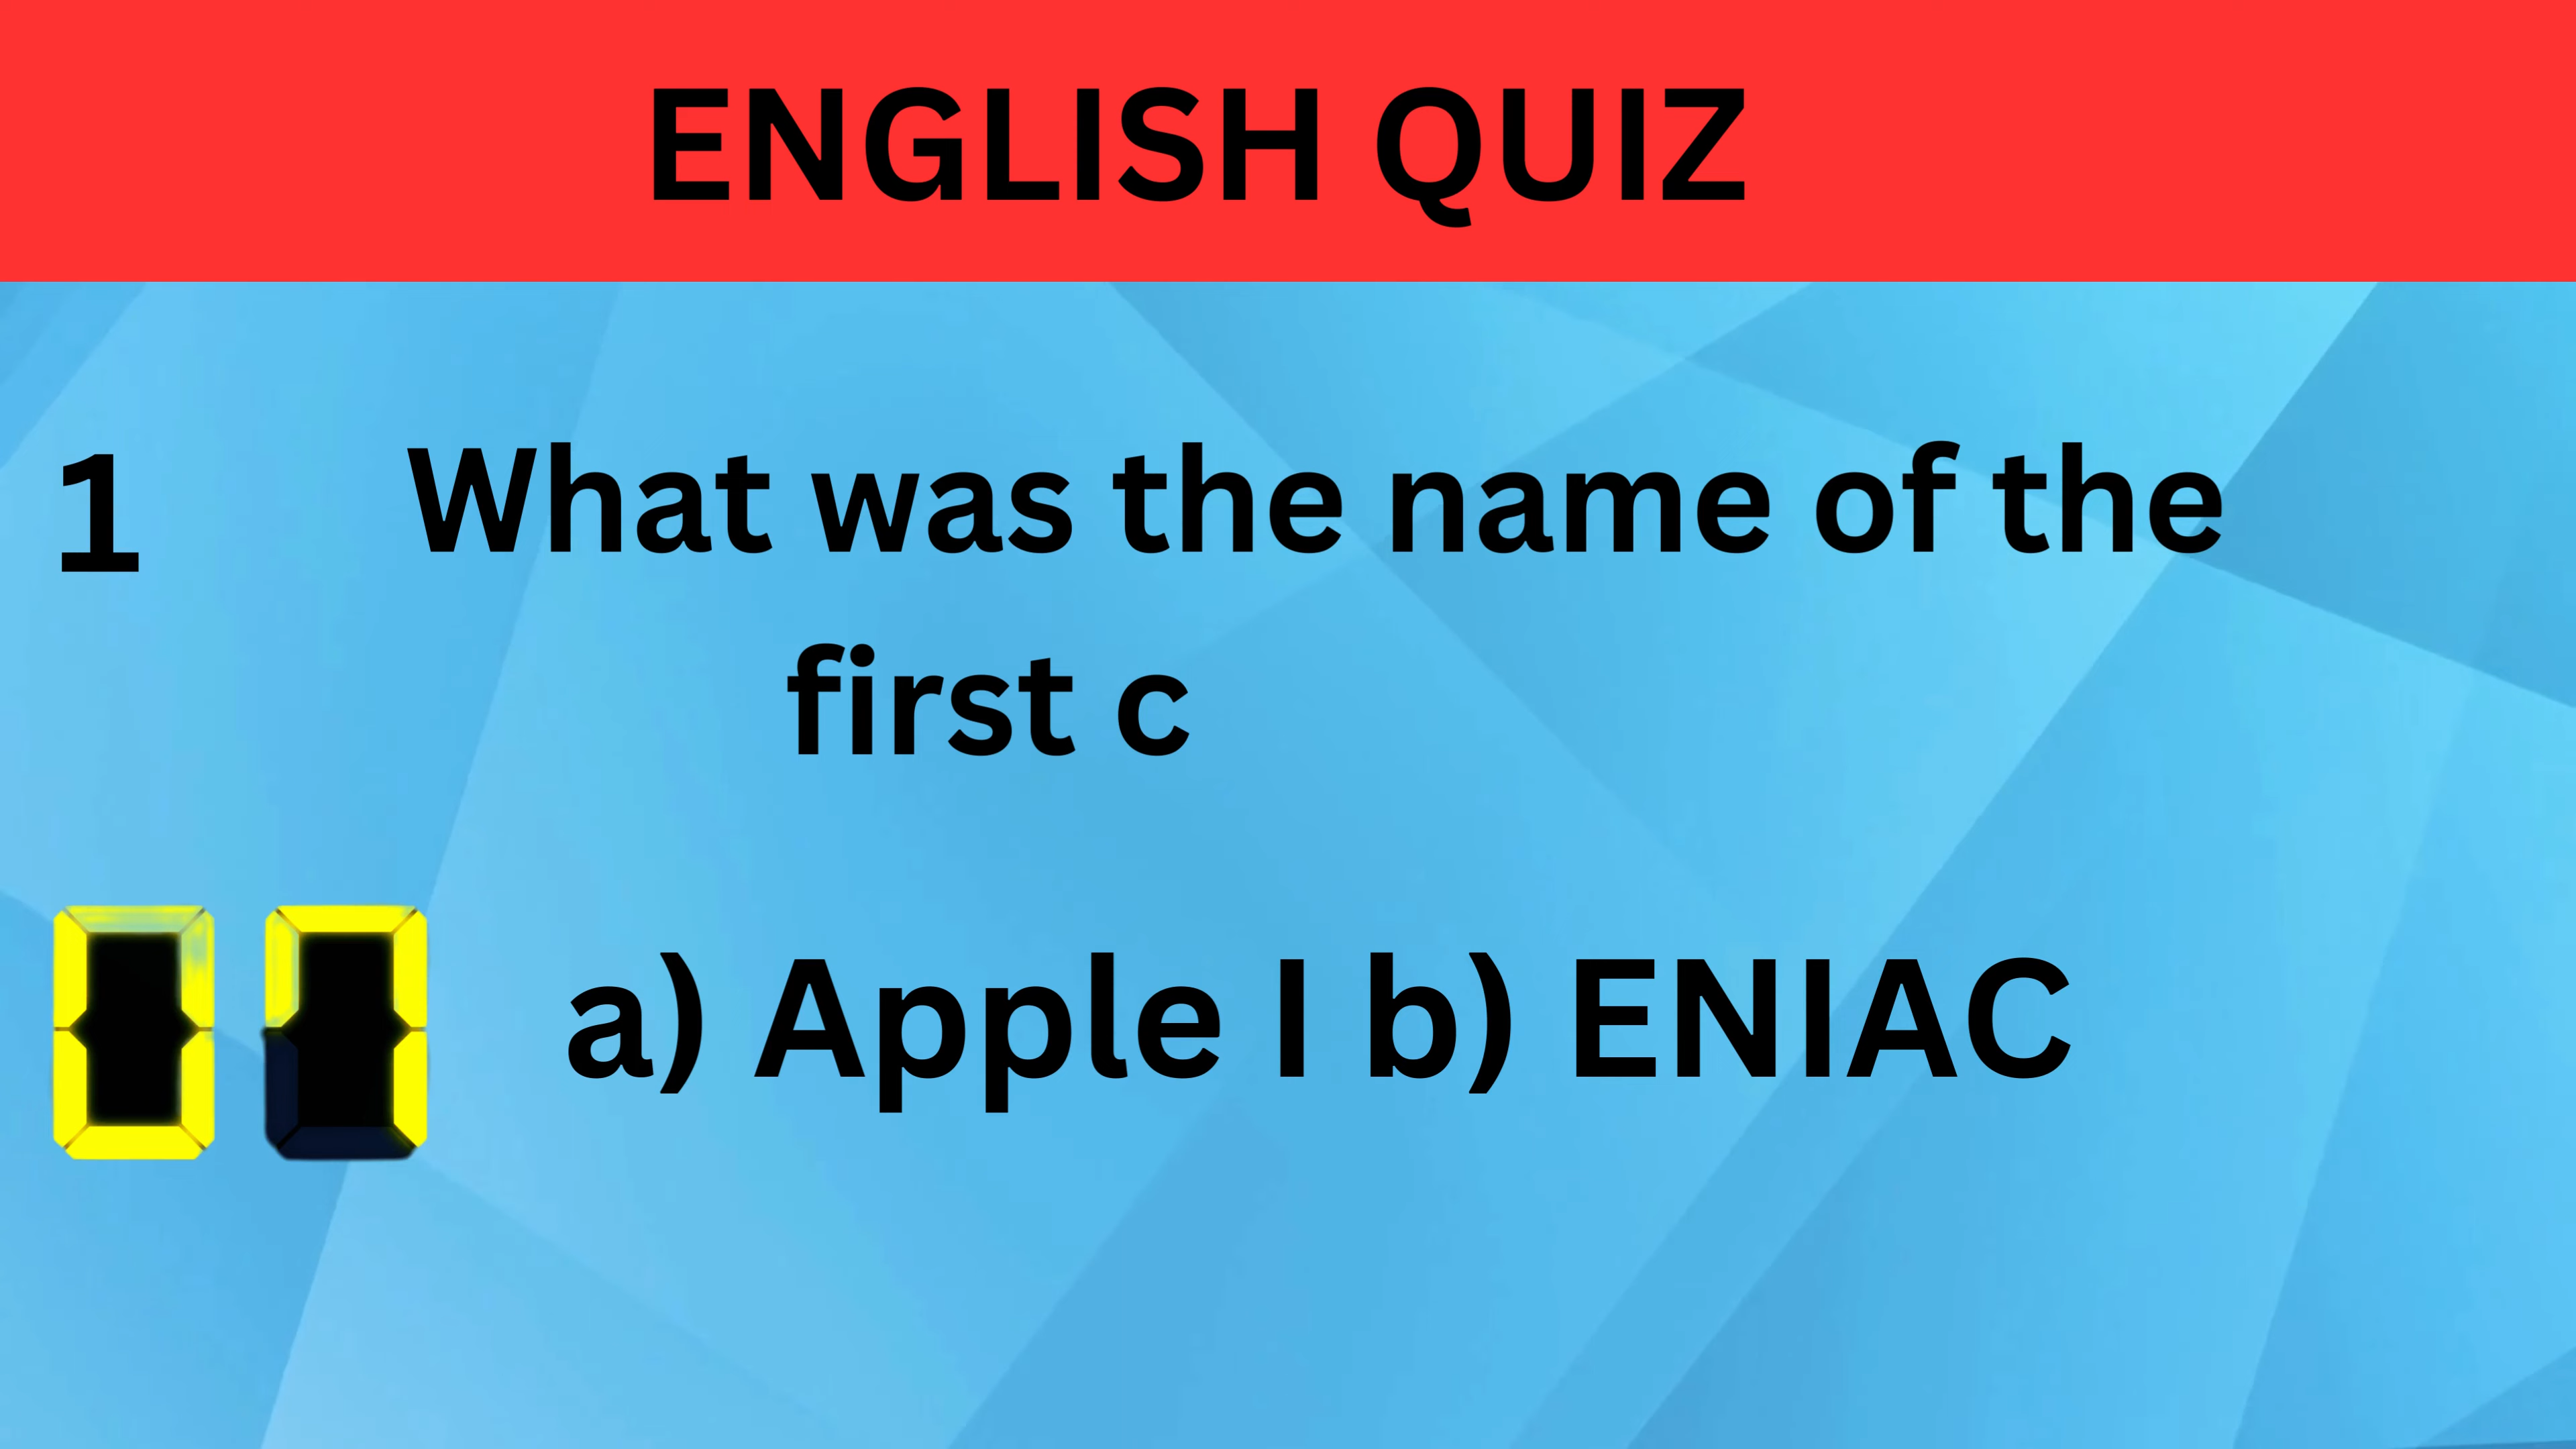 ENGLISH QUIZ
1 What was the name of the
first c
a) Apple I b) ENIAC